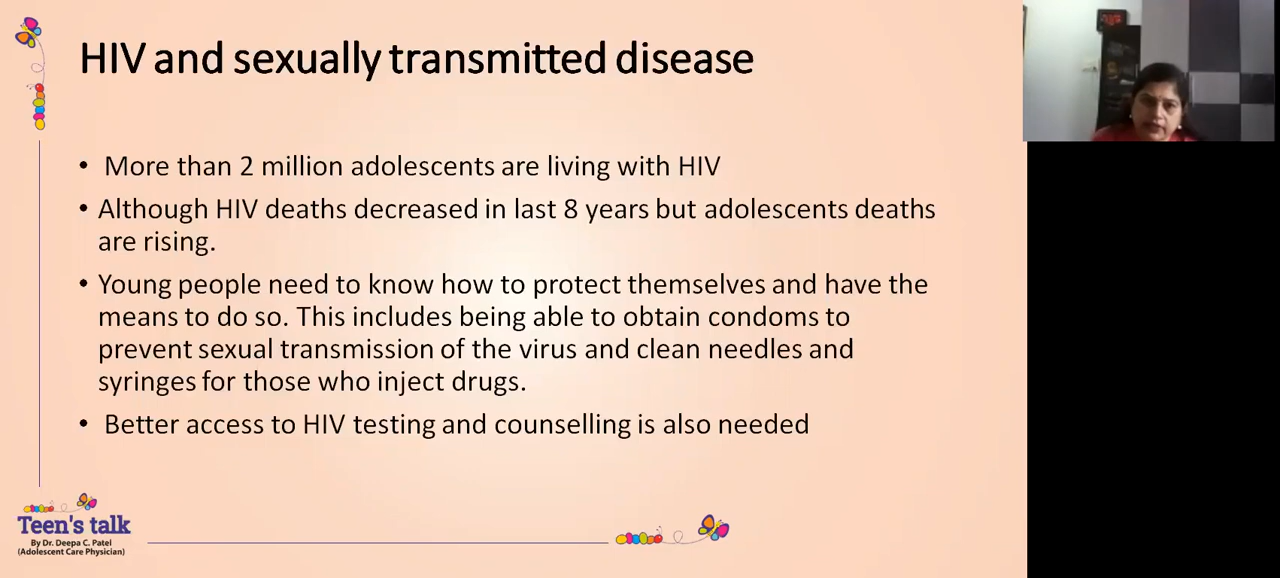 HIV and sexually transmitted disease
• More than 2 million adolescents are living with HIV
• Although HIV deaths decreased in last 8 years but adolescents deaths
are rising.
• Young people need to know how to protect themselves and have the
means to do so. This includes being able to obtain condoms to
prevent sexual transmission of the virus and clean needles and
syringes for those who inject drugs.
• Better access to HIV testing and counselling is also needed
Teen's talk
By Dr. Deepa C. Patel
(Adolescent Care Physician)